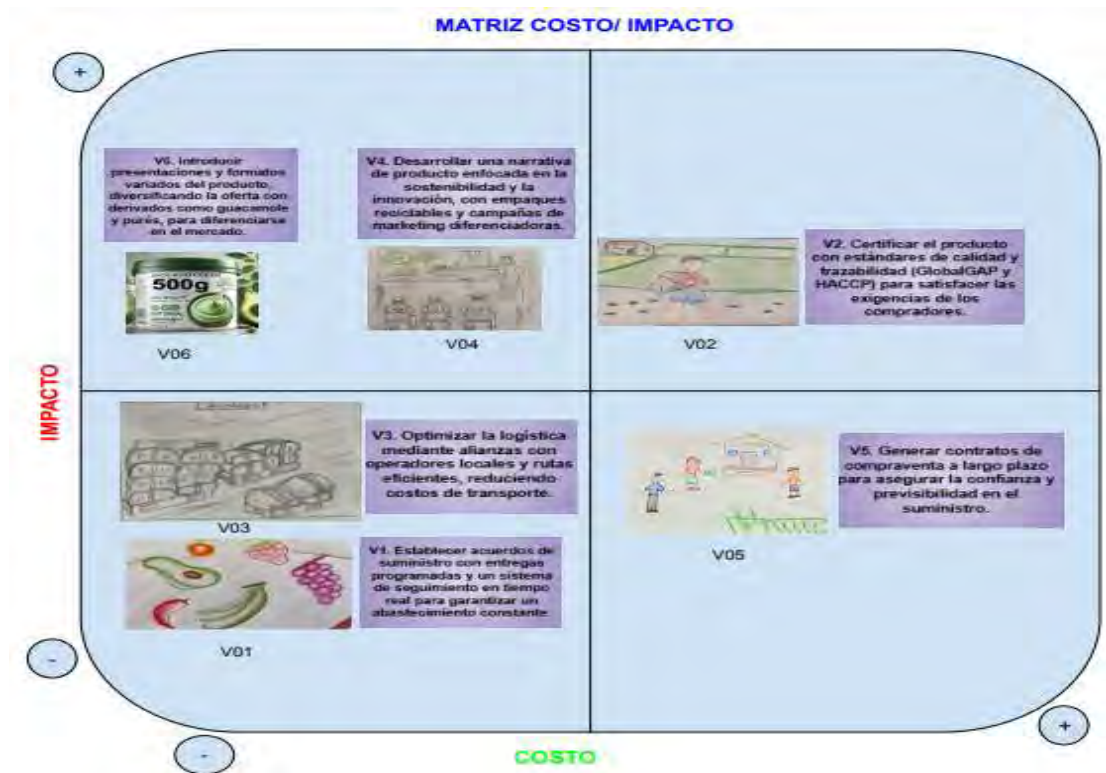 MATRIZ COSTO/ IMPACTO
+
V6. Introducir
presentaciones y formatos
variados del producto,
diversificando la oferta con
derivados como guacamole
y purés, para diferenciarse
en el mercado.
500g
V06
V4. Desarrollar una narrativa
de producto enfocada en la
sostenibilidad y la
innovación, con empaques
reciclables y campañas de
marketing diferenciadoras.
V04
V2. Certificar el producto
con estándares de calidad y
trazabilidad (GlobalGAP y
HACCP) para satisfacer las
exigencias de los
compradores.
V02
IMPACTO
V3. Optimizar la logística
mediante alianzas con
operadores locales y rutas
eficientes, reduciendo
costos de transporte.
V03
V1. Establecer acuerdos de
suministro con entregas
programadas y un sistema
de seguimiento en tiempo
real para garantizar un
abastecimiento constante
V01
V5. Generar contratos de
compraventa a largo plazo
para asegurar la confianza y
previsibilidad en el
suministro.
V05
-
-
+
COSTO